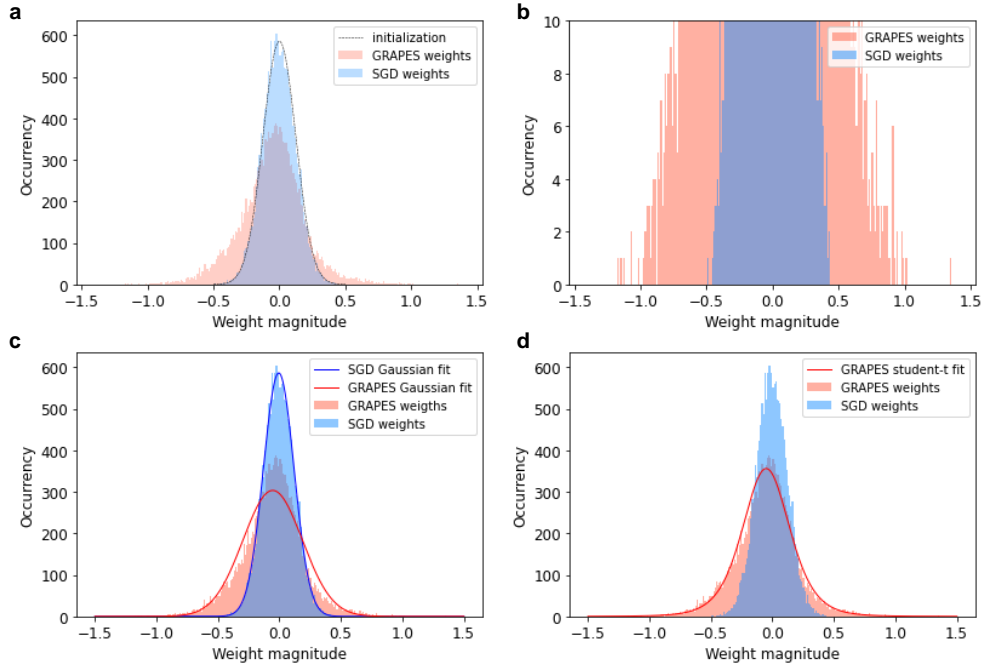 a
600
500
400
300
200
100
0
Occurrency
−1.5 −1.0 −0.5 0.0 0.5 1.0 1.5
Weight magnitude
initialization
GRAPES weights
SGD weights
b
10
8
6
4
2
0
Occurrency
−1.5 −1.0 −0.5 0.0 0.5 1.0 1.5
Weight magnitude
GRAPES weights
SGD weights
c
600
500
400
300
200
100
0
Occurrency
−1.5 −1.0 −0.5 0.0 0.5 1.0 1.5
Weight magnitude
SGD Gaussian fit
GRAPES Gaussian fit
GRAPES weigths
SGD weights
d
600
500
400
300
200
100
0
Occurrency
−1.5 −1.0 −0.5 0.0 0.5 1.0 1.5
Weight magnitude
GRAPES student-t fit
GRAPES weights
SGD weights